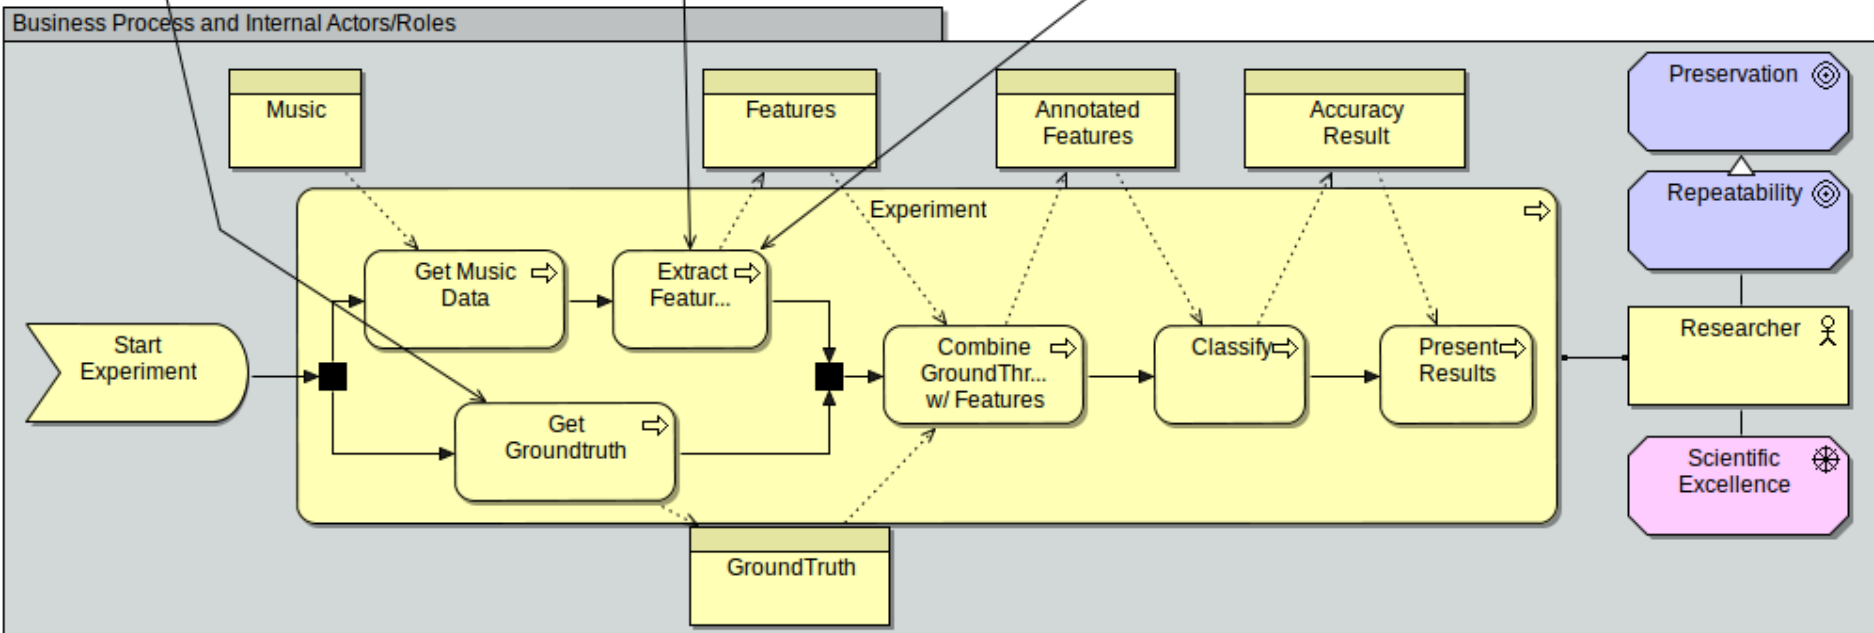 Business Process and Internal Actors/Roles
Music
Features
Annotated
Features
Accuracy
Result
Preservation
Experiment
Repeatability
Get Music
Data
Extract
Featur...
Start
Experiment
Combine
GroundThr...
w/ Features
Classify
Present
Results
Researcher
Get
Groundtruth
Scientific
Excellence
GroundTruth